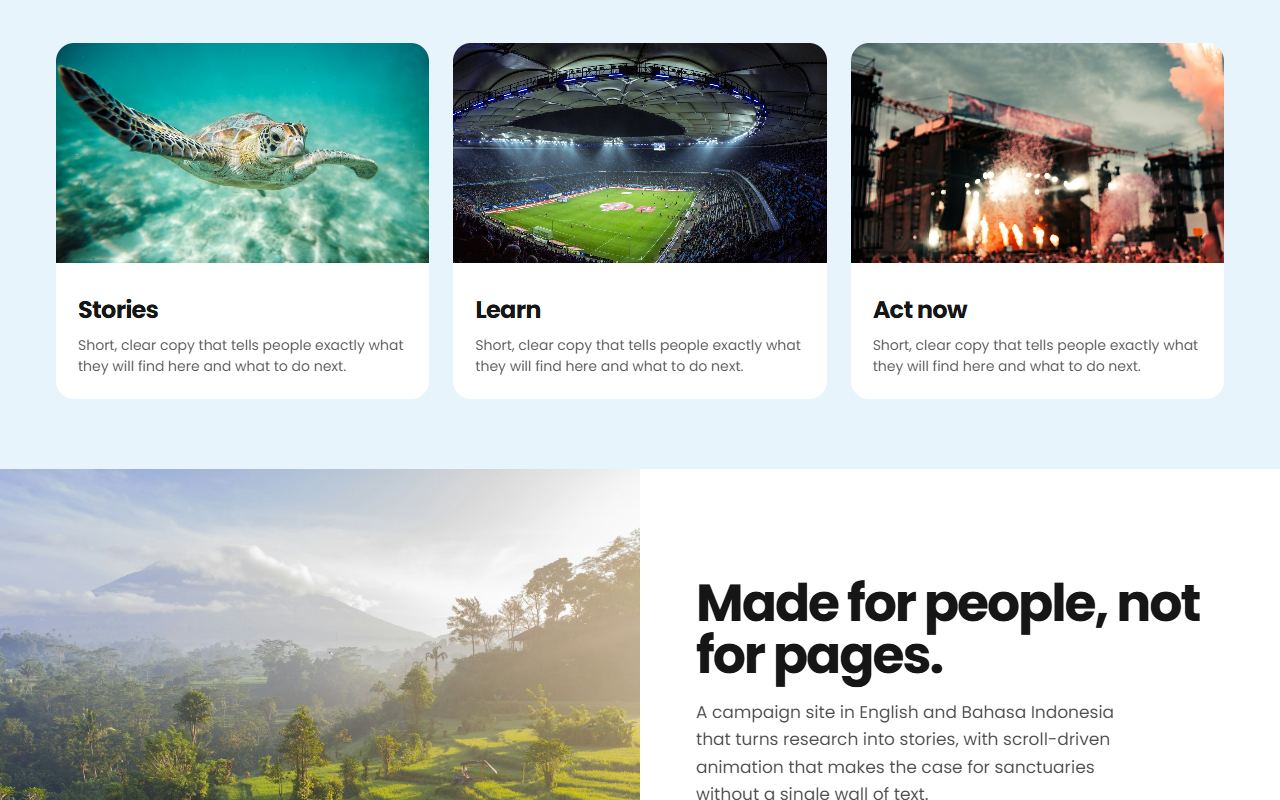 Stories
Short, clear copy that tells people exactly what
they will find here and what to do next.
Learn
Short, clear copy that tells people exactly what
they will find here and what to do next.
Act now
Short, clear copy that tells people exactly what
they will find here and what to do next.
Made for people, not
for pages.
A campaign site in English and Bahasa Indonesia
that turns research into stories, with scroll-driven
animation that makes the case for sanctuaries
without a single wall of text.